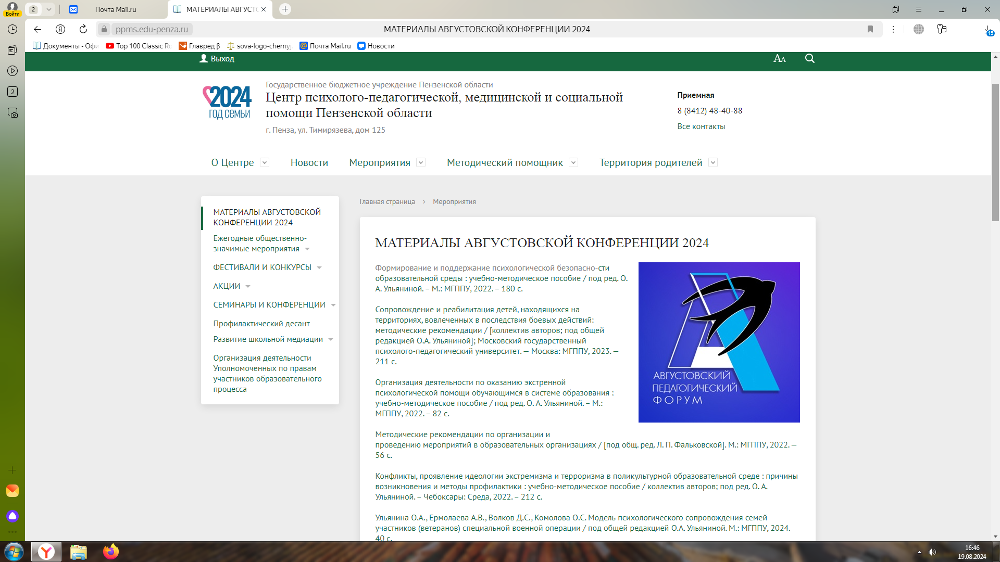 Войти
2
Почта Mail.ru
МАТЕРИАЛЫ АВГУСТС
ppms.edu-penza.ru
МАТЕРИАЛЫ АВГУСТОВСКОЙ КОНФЕРЕНЦИИ 2024
15
Документы - Офи
Top 100 Classic Ro
Главред β
sova-logo-chernyj.
Почта Mail.ru
Новости
2
Выход
AA
2024
ГОД СЕМЬИ
Государственное бюджетное учреждение Пензенской области
Центр психолого-педагогической, медицинской и социальной
помощи Пензенской области
г. Пенза, ул. Тимирязева, дом 125
Приемная
8 (8412) 48-40-88
Все контакты
О Центре
Новости
Мероприятия
Методический помощник
Территория родителей
МАТЕРИАЛЫ АВГУСТОВСКОЙ
КОНФЕРЕНЦИИ 2024
Ежегодные общественно-
значимые мероприятия
ФЕСТИВАЛИ И КОНКУРСЫ
АКЦИИ
СЕМИНАРЫ И КОНФЕРЕНЦИИ
Профилактический десант
Развитие школьной медиации
Организация деятельности
Уполномоченных по правам
участников образовательного
процесса
Главная страница › Мероприятия
МАТЕРИАЛЫ АВГУСТОВСКОЙ КОНФЕРЕНЦИИ 2024
Формирование и поддержание психологической безопасно-сти
образовательной среды : учебно-методическое пособие / под ред. О.
А. Ульяниной. – М.: МГППУ, 2022. – 180 с.
Сопровождение и реабилитация детей, находящихся на
территориях, вовлеченных в последствия боевых действий:
методические рекомендации / [коллектив авторов; под общей
редакцией О.А. Ульяниной]; Московский государственный
психолого-педагогический университет. — Москва: МГППУ, 2023. —
211 с.
Организация деятельности по оказанию экстренной
психологической помощи обучающимся в системе образования :
учебно-методическое пособие / под ред. О. А. Ульяниной. – М.:
МГППУ, 2022. – 82 с.
АВГУСТОВСКИЙ
ПЕДАГОГИЧЕСКИЙ
ФОРУМ
Методические рекомендации по организации и
проведению мероприятий в образовательных организациях / [под общ. ред. Л. П. Фальковской]. М.: МГППУ, 2022. —
56 с.
Конфликты, проявление идеологии экстремизма и терроризма в поликультурной образовательной среде : причины
возникновения и методы профилактики : учебно-методическое пособие / коллектив авторов; под ред. О. А.
Ульяниной. – Чебоксары: Среда, 2022. – 212 с.
Ульянина О.А., Ермолаева А.В., Волков Д.С., Комолова О.С. Модель психологического сопровождения семей
участников (ветеранов) специальной военной операции / под общей редакцией О.А. Ульяниной. М.: МГППУ, 2024.
40 с.
16:46
19.08.2024